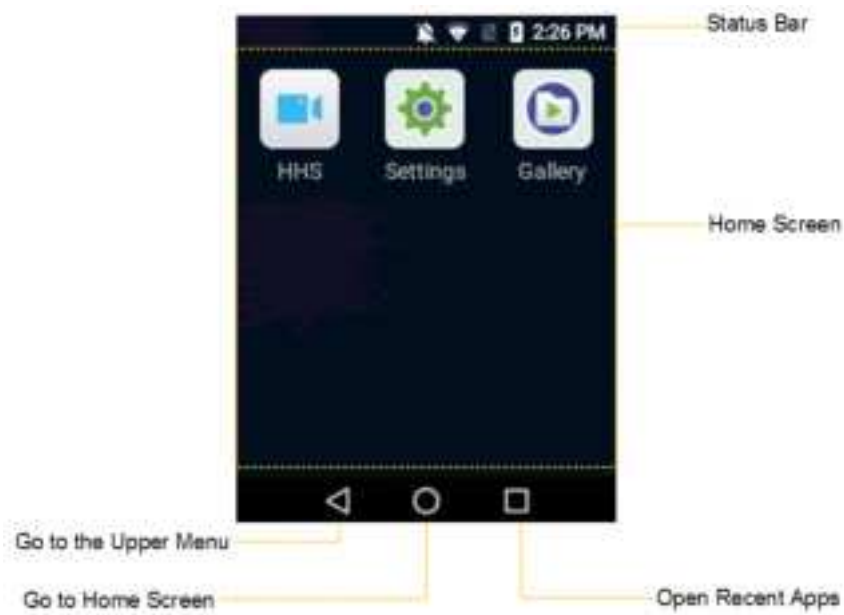 2:26 PM
Status Bar
HHS
Settings
Gallery
Home Screen
Go to the Upper Menu
Go to Home Screen
Open Recent Apps